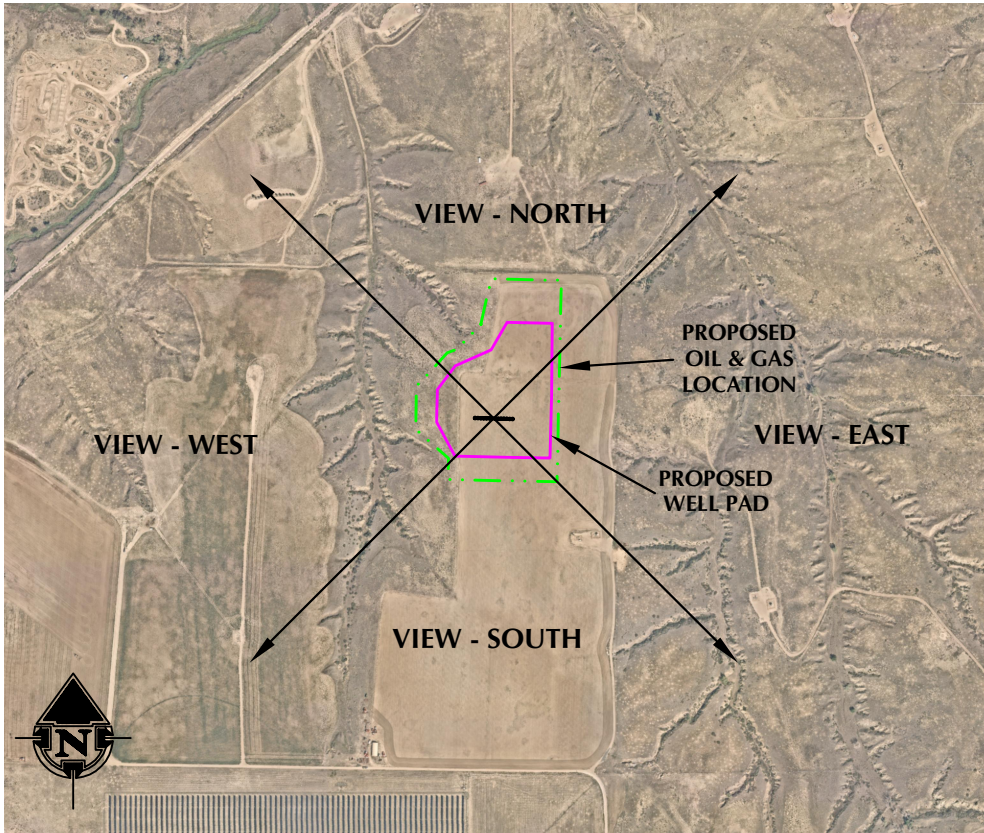 VIEW - NORTH
PROPOSED
OIL & GAS
LOCATION
VIEW - WEST
VIEW - EAST
PROPOSED
WELL PAD
VIEW - SOUTH
N